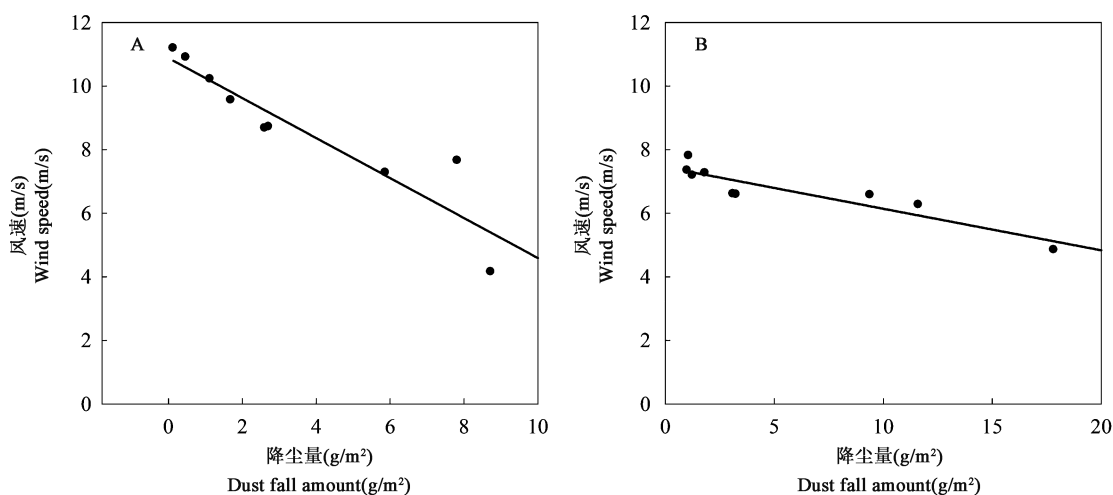 A
12
10
8
6
4
2
0
风速(m/s)
Wind speed(m/s)
0 2 4 6 8 10
降尘量(g/m²)
Dust fall amount(g/m²)
B
12
10
8
6
4
2
0
风速(m/s)
Wind speed(m/s)
0 5 10 15 20
降尘量(g/m²)
Dust fall amount(g/m²)